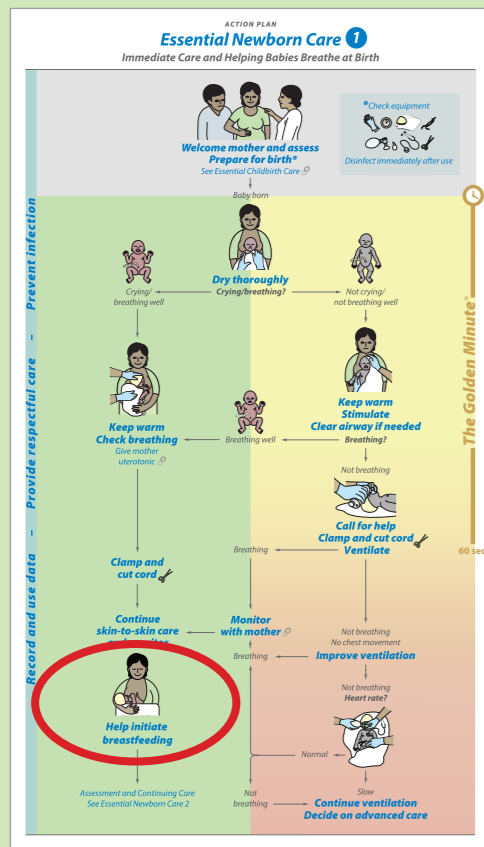 ACTION PLAN
Essential Newborn Care 1
Immediate Care and Helping Babies Breathe at Birth
*Check equipment
Disinfect immediately after use
Welcome mother and assess
Prepare for birth*
See Essential Childbirth Care
Baby born
Dry thoroughly
Crying/breathing?
Crying/
breathing well
Not crying/
not breathing well
Keep warm
Check breathing
Give mother
uterotonic
Breathing well
Keep warm
Stimulate
Clear airway if needed
Breathing?
Not breathing
Call for help
Clamp and cut cord
Ventilate
Breathing
60 sec
Clamp and
cut cord
Continue
skin-to-skin care
Monitor
with mother
Not breathing
No chest movement
Breathing
Improve ventilation
Not breathing
Heart rate?
Help initiate
breastfeeding
Normal
Slow
Assessment and Continuing Care
See Essential Newborn Care 2
Not
breathing
Continue ventilation
Decide on advanced care
Record and use data – Provide respectful care – Prevent infection
The Golden Minute®